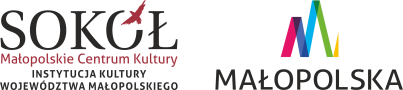 SOKÓŁ
Małopolskie Centrum Kultury
INSTYTUCJA KULTURY
WOJEWÓDZTWA MAŁOPOLSKIEGO
MAŁOPOLSKA